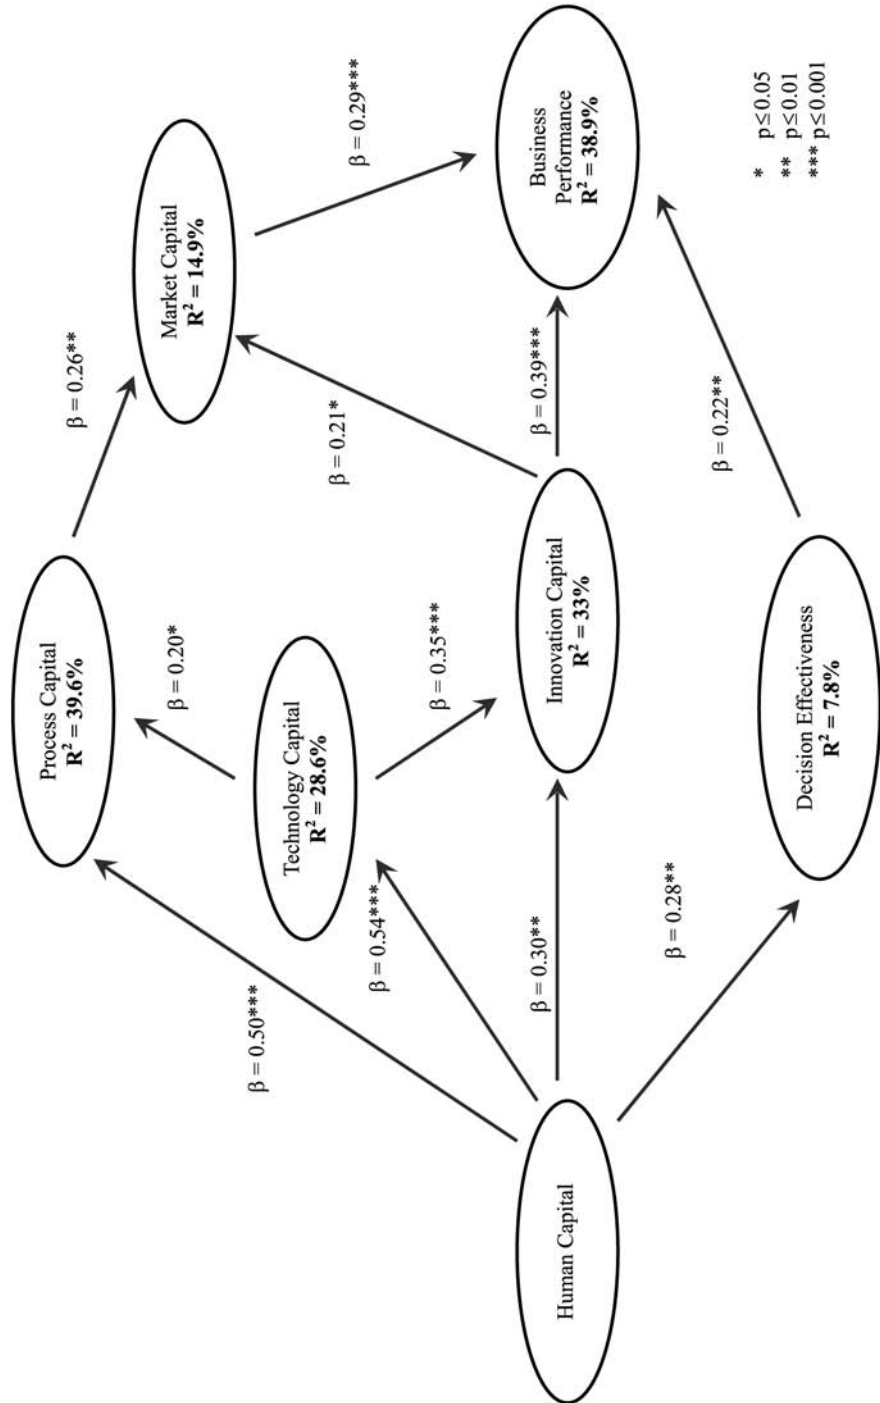 Process Capital
R² = 39.6%
β = 0.26**
Market Capital
R² = 14.9%
β = 0.50***
β = 0.20*
β = 0.29***
Technology Capital
R² = 28.6%
β = 0.54***
β = 0.35***
β = 0.21*
Human Capital
β = 0.30**
Innovation Capital
R² = 33%
β = 0.39***
Business
Performance
R² = 38.9%
β = 0.28**
β = 0.22**
Decision Effectiveness
R² = 7.8%
* p≤0.05
** p≤0.01
*** p≤0.001